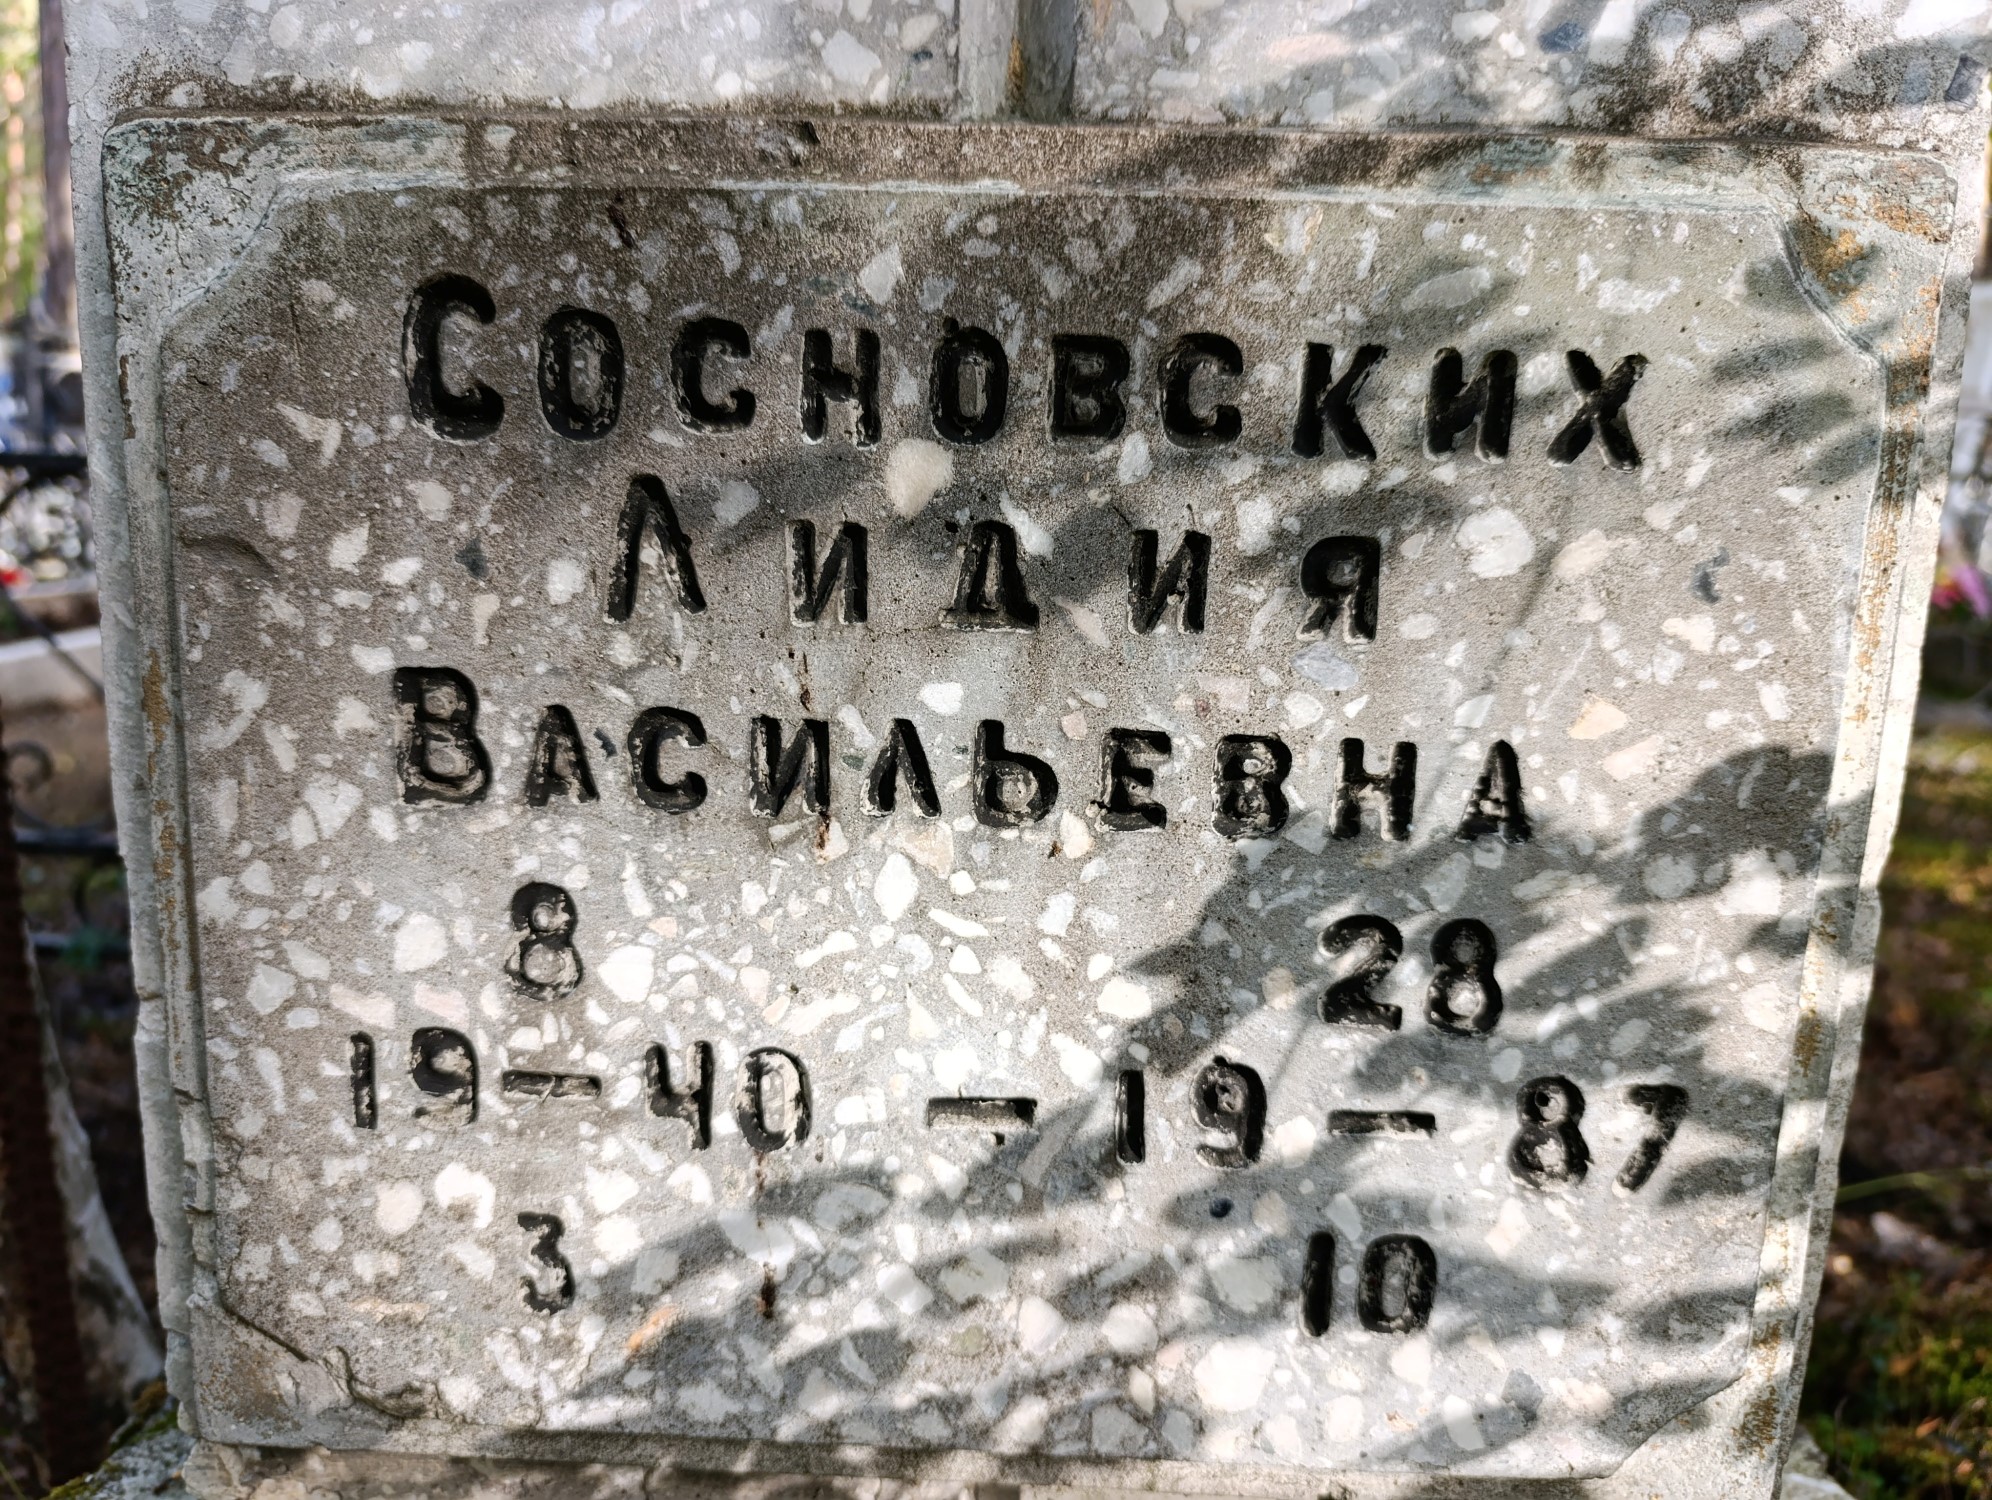 Сосновских
Лидия
Васильевна
8 28
19-40 - 19-87
3 10